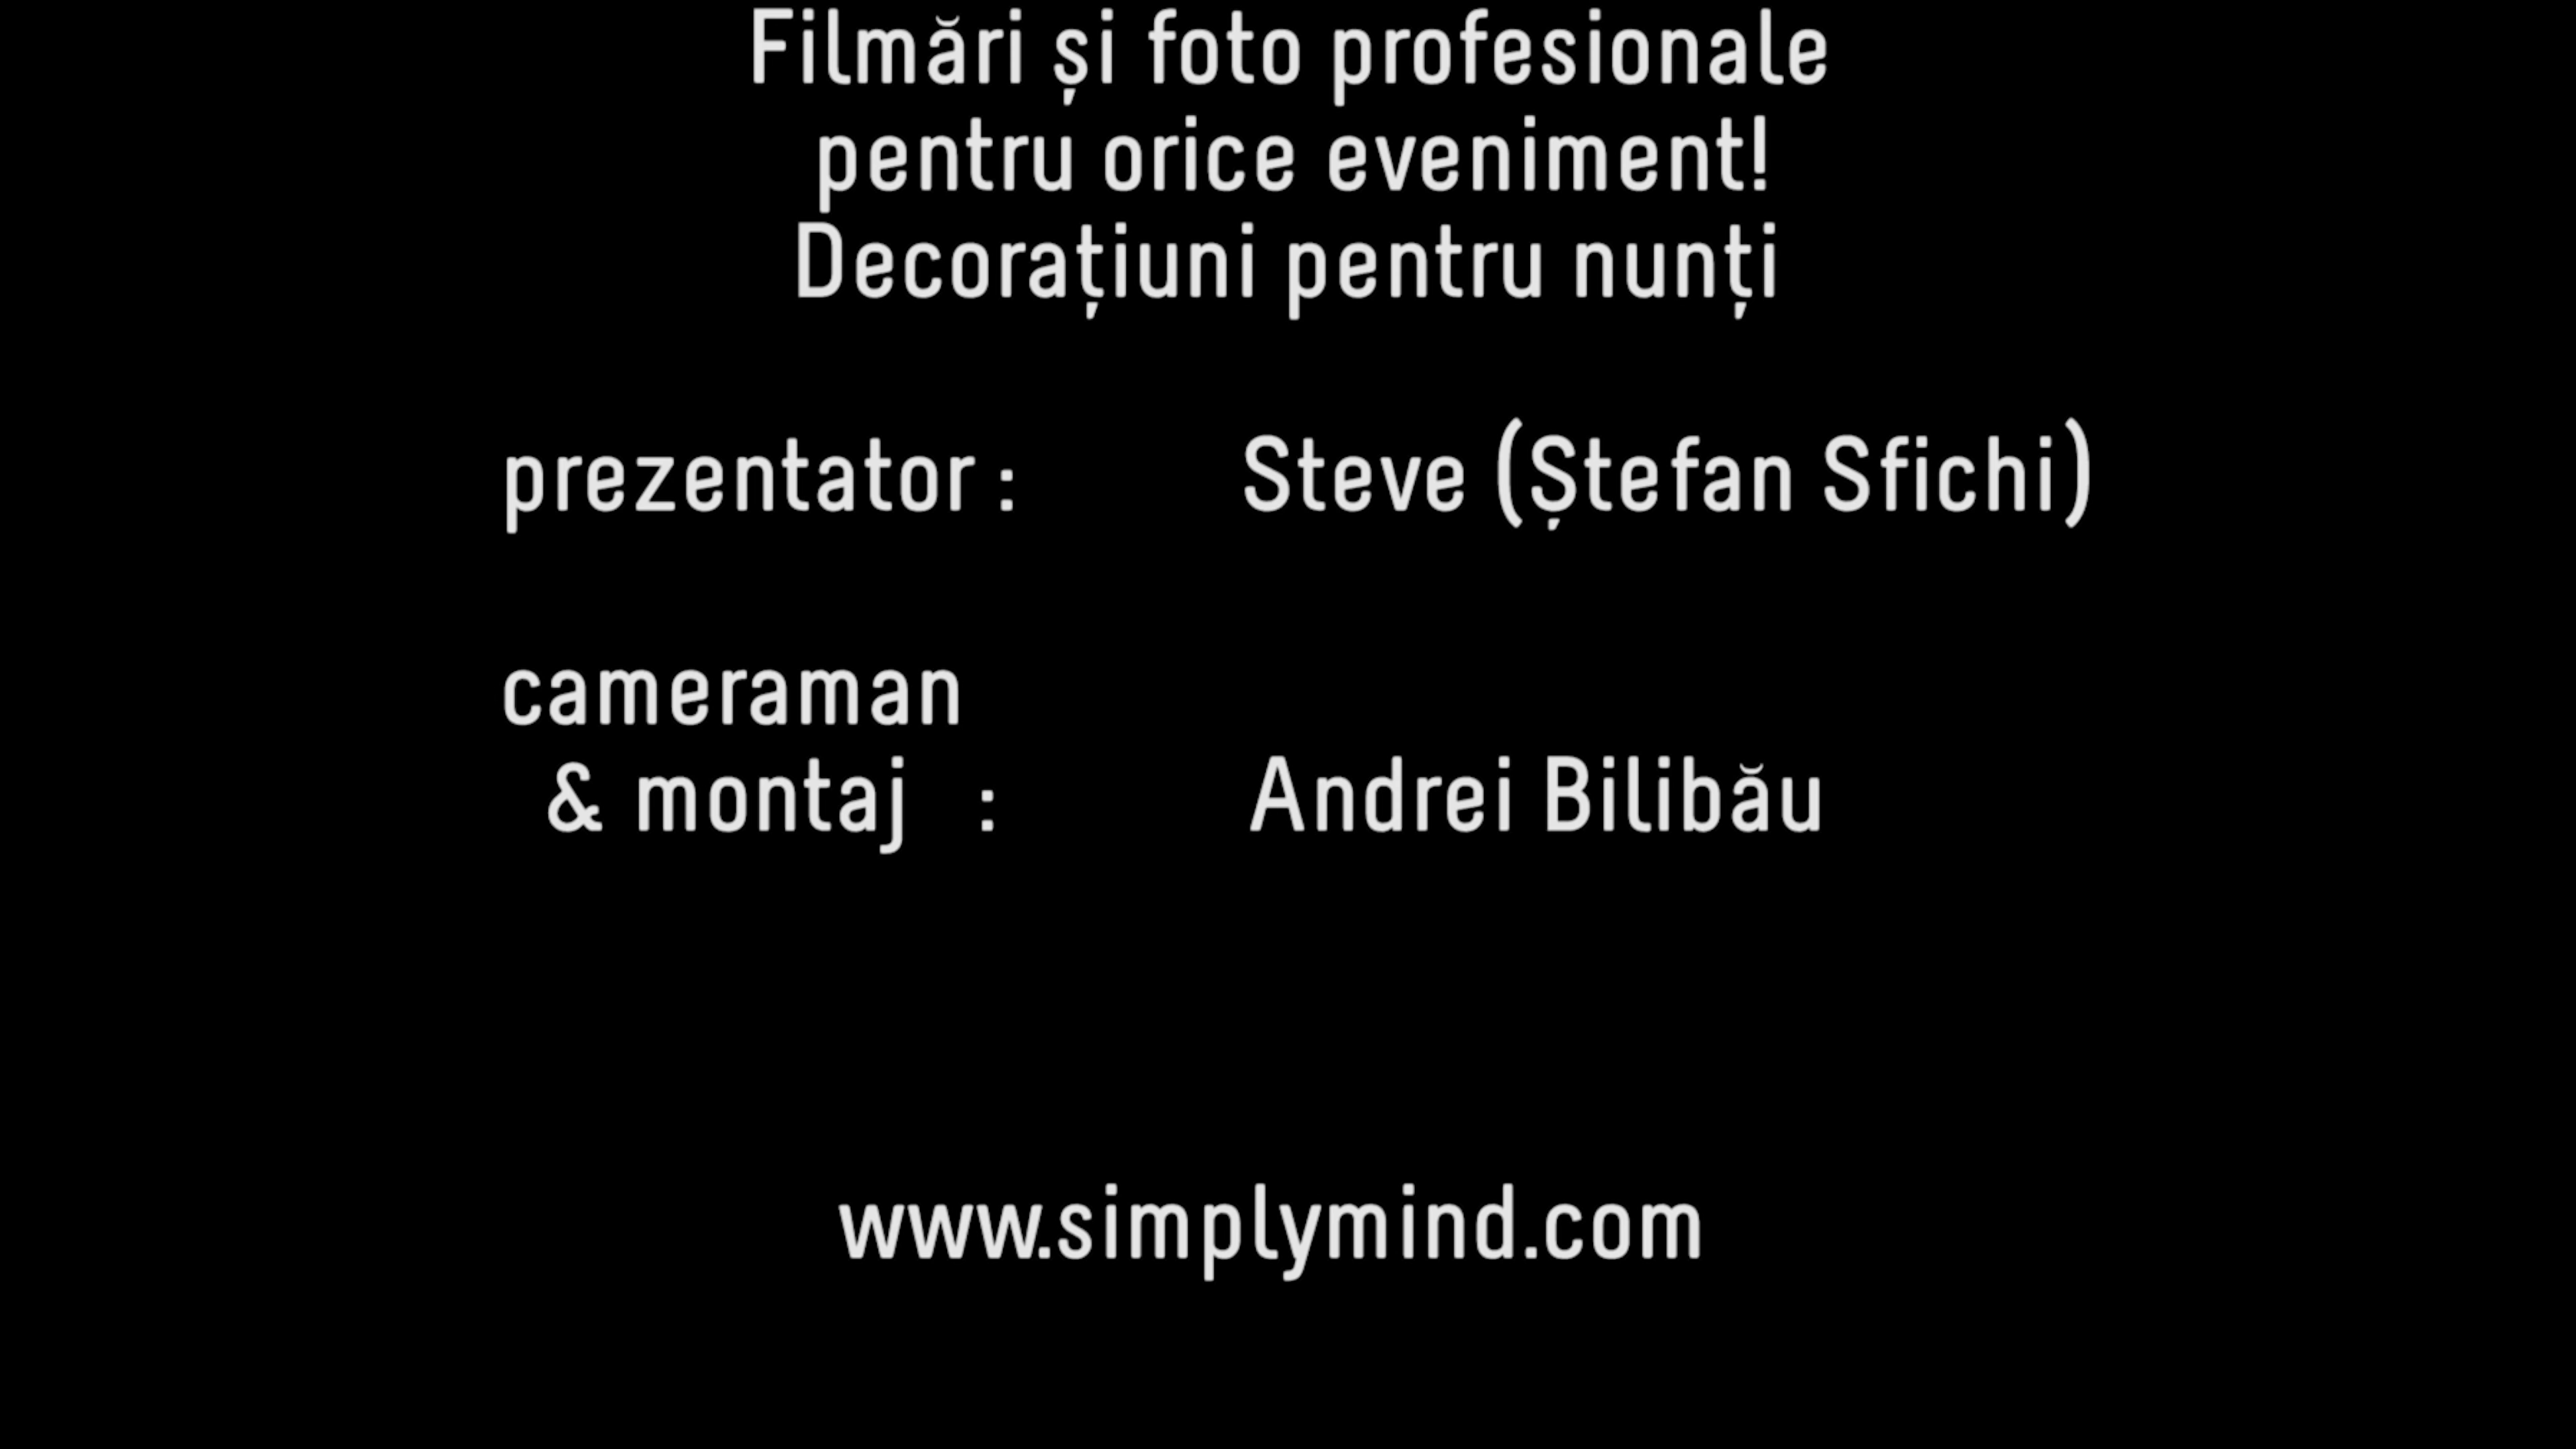 Filmări și foto profesionale
pentru orice eveniment!
Decorațiuni pentru nunți
prezentator : Steve (Ștefan Sfichi)
cameraman
& montaj : Andrei Bilibău
www.simplymind.com